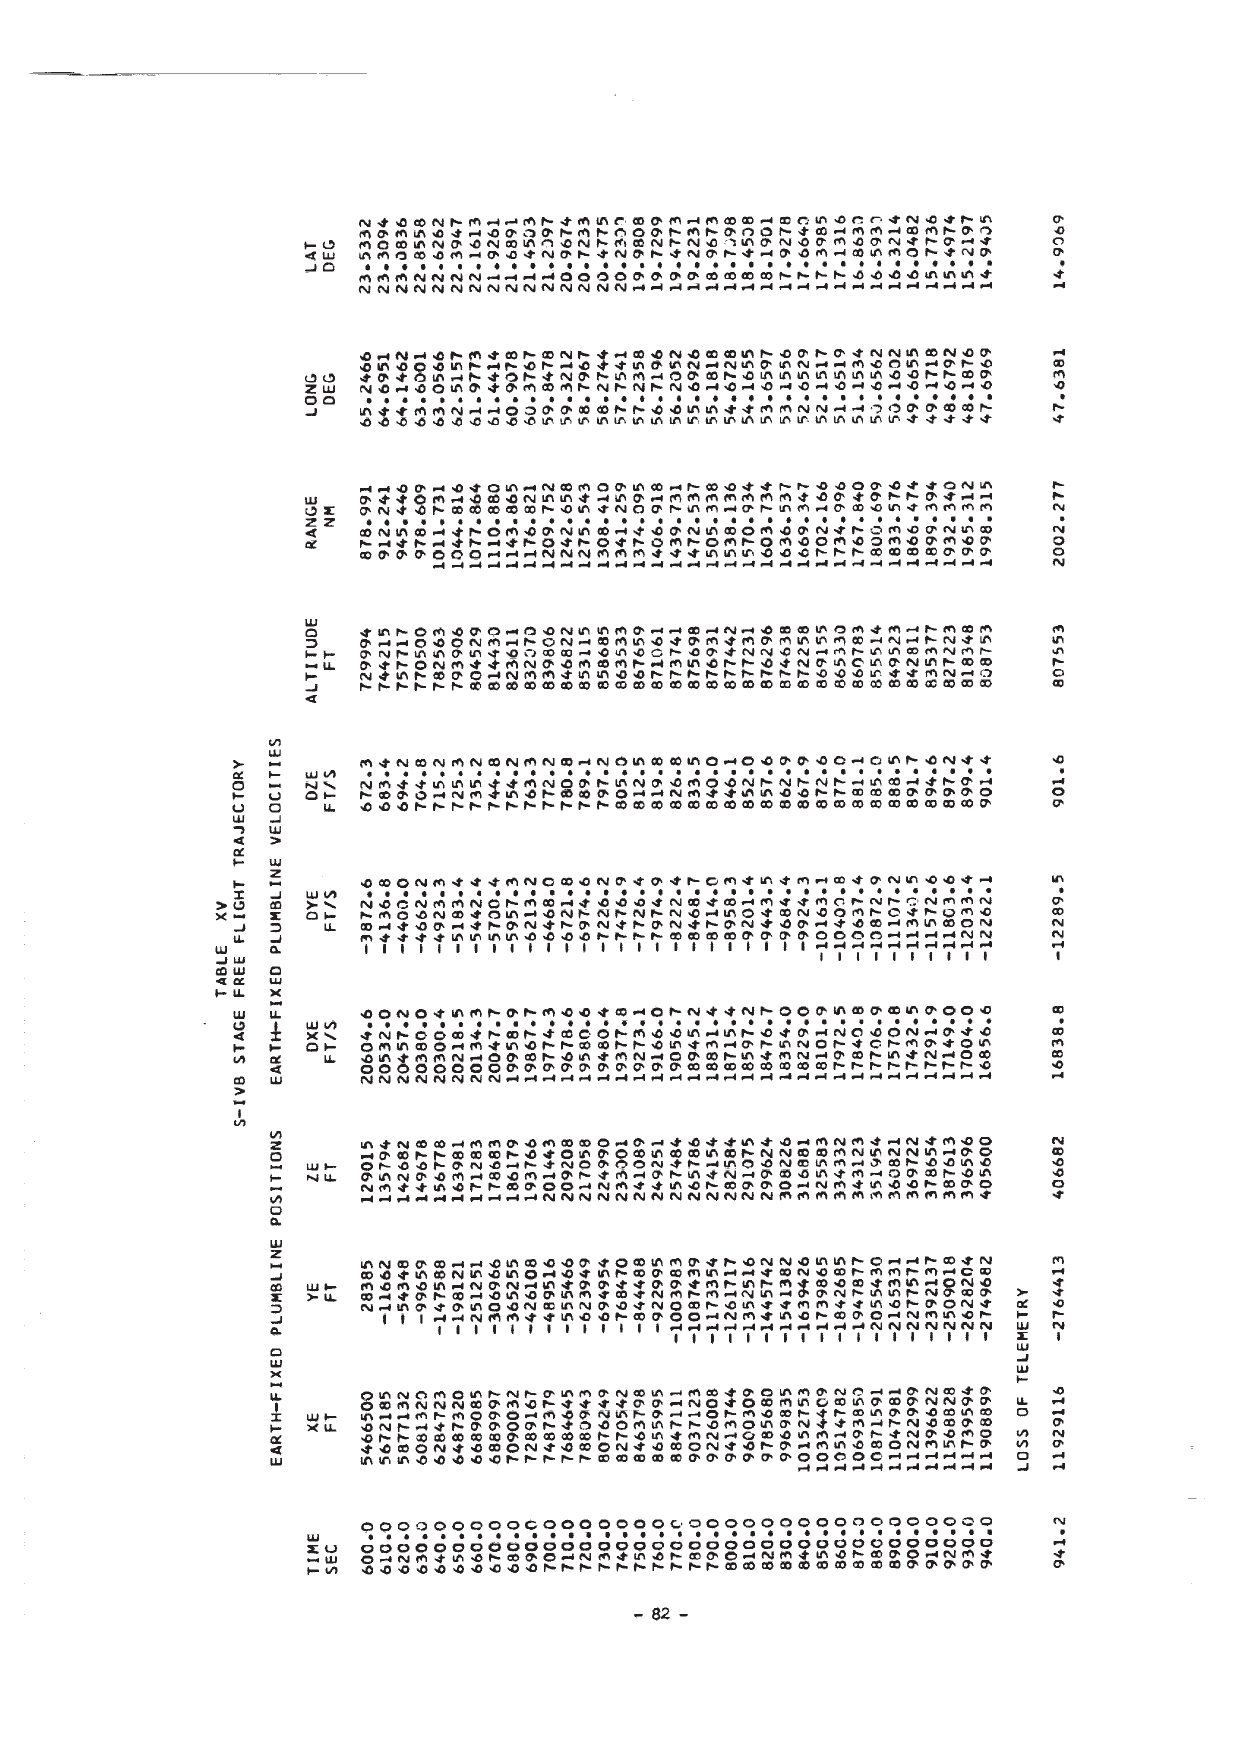 TABLE XV
S-IVB STAGE FREE FLIGHT TRAJECTORY
EARTH-FIXED PLUMBLINE POSITIONS EARTH-FIXED PLUMBLINE VELOCITIES
TIME XE YE ZE DXE DYE DZE ALTITUDE RANGE LONG LAT
SEC FT FT FT FT/S FT/S FT/S FT NM DEG DEG
600.0 5466500 28385 129015 20604.6 -3872.6 672.3 729994 878.991 65.2466 23.5332
610.0 5672185 -11662 135794 20532.0 -4136.8 683.4 744215 912.241 64.6951 23.3094
620.0 5877132 -54348 142682 20457.2 -4400.0 694.2 757717 945.446 64.1462 23.0836
630.0 6081320 -99659 149678 20380.0 -4662.2 704.8 770500 978.609 63.6001 22.8558
640.0 6284723 -147588 156778 20300.4 -4923.3 715.2 782563 1011.731 63.0566 22.6262
650.0 6487320 -198121 163981 20218.5 -5183.4 725.3 793906 1044.816 62.5157 22.3947
660.0 6689085 -251251 171283 20134.3 -5442.4 735.2 804529 1077.864 61.9773 22.1613
670.0 6889997 -306966 178683 20047.7 -5700.4 744.8 814430 1110.880 61.4414 21.9261
680.0 7090032 -365255 186179 19958.9 -5957.3 754.2 823611 1143.865 60.9078 21.6891
690.0 7289167 -426108 193766 19867.7 -6213.2 763.3 832070 1176.821 60.3767 21.4503
700.0 7487379 -489516 201443 19774.3 -6468.0 772.2 839806 1209.752 59.8478 21.2097
710.0 7684645 -555466 209208 19678.6 -6721.8 780.8 846822 1242.658 59.3212 20.9674
720.0 7880943 -623949 217058 19580.6 -6974.6 789.1 853115 1275.543 58.7967 20.7233
730.0 8076249 -694954 224990 19480.4 -7226.2 797.2 858685 1308.410 58.2744 20.4775
740.0 8270542 -768470 233001 19377.8 -7476.9 805.0 863533 1341.259 57.7541 20.2300
750.0 8463798 -844488 241089 19273.1 -7726.4 812.5 867659 1374.095 57.2358 19.9808
760.0 8655995 -922995 249251 19166.0 -7974.9 819.8 871061 1406.918 56.7196 19.7299
770.0 8847111 -1003983 257484 19056.7 -8222.4 826.8 873741 1439.731 56.2052 19.4773
780.0 9037123 -1087439 265786 18945.2 -8468.7 833.5 875698 1472.537 55.6926 19.2231
790.0 9226008 -1173354 274154 18831.4 -8714.0 840.0 876931 1505.338 55.1818 18.9673
800.0 9413744 -1261717 282584 18715.4 -8958.3 846.1 877442 1538.136 54.6728 18.7098
810.0 9600309 -1352516 291075 18597.2 -9201.4 852.0 877231 1570.934 54.1655 18.4508
820.0 9785680 -1445742 299624 18476.7 -9443.5 857.6 876296 1603.734 53.6597 18.1901
830.0 9969835 -1541382 308226 18354.0 -9684.4 862.9 874638 1636.537 53.1556 17.9278
840.0 10152753 -1639426 316881 18229.0 -9924.3 867.9 872258 1669.347 52.6529 17.6640
850.0 10334409 -1739865 325583 18101.9 -10163.1 872.6 869155 1702.166 52.1517 17.3985
860.0 10514782 -1842685 334332 17972.5 -10400.8 877.0 865330 1734.996 51.6519 17.1316
870.0 10693850 -1947877 343123 17840.8 -10637.4 881.1 860783 1767.840 51.1534 16.8630
880.0 10871591 -2055430 351954 17706.9 -10872.9 885.0 855514 1800.699 50.6562 16.5930
890.0 11047981 -2165331 360821 17570.8 -11107.2 888.5 849523 1833.576 50.1602 16.3214
900.0 11222999 -2277571 369722 17432.5 -11340.5 891.7 842811 1866.474 49.6655 16.0482
910.0 11396622 -2392137 378654 17291.9 -11572.6 894.6 835377 1899.394 49.1718 15.7736
920.0 11568828 -2509018 387613 17149.0 -11803.6 897.2 827223 1932.340 48.6792 15.4974
930.0 11739594 -2628204 396596 17004.0 -12033.4 899.4 818348 1965.312 48.1876 15.2197
940.0 11908899 -2749682 405600 16856.6 -12262.1 901.4 808753 1998.315 47.6969 14.9405
LOSS OF TELEMETRY
941.2 11929116 -2764413 406682 16838.8 -12289.5 901.6 807553 2002.277 47.6381 14.9069
- 82 -